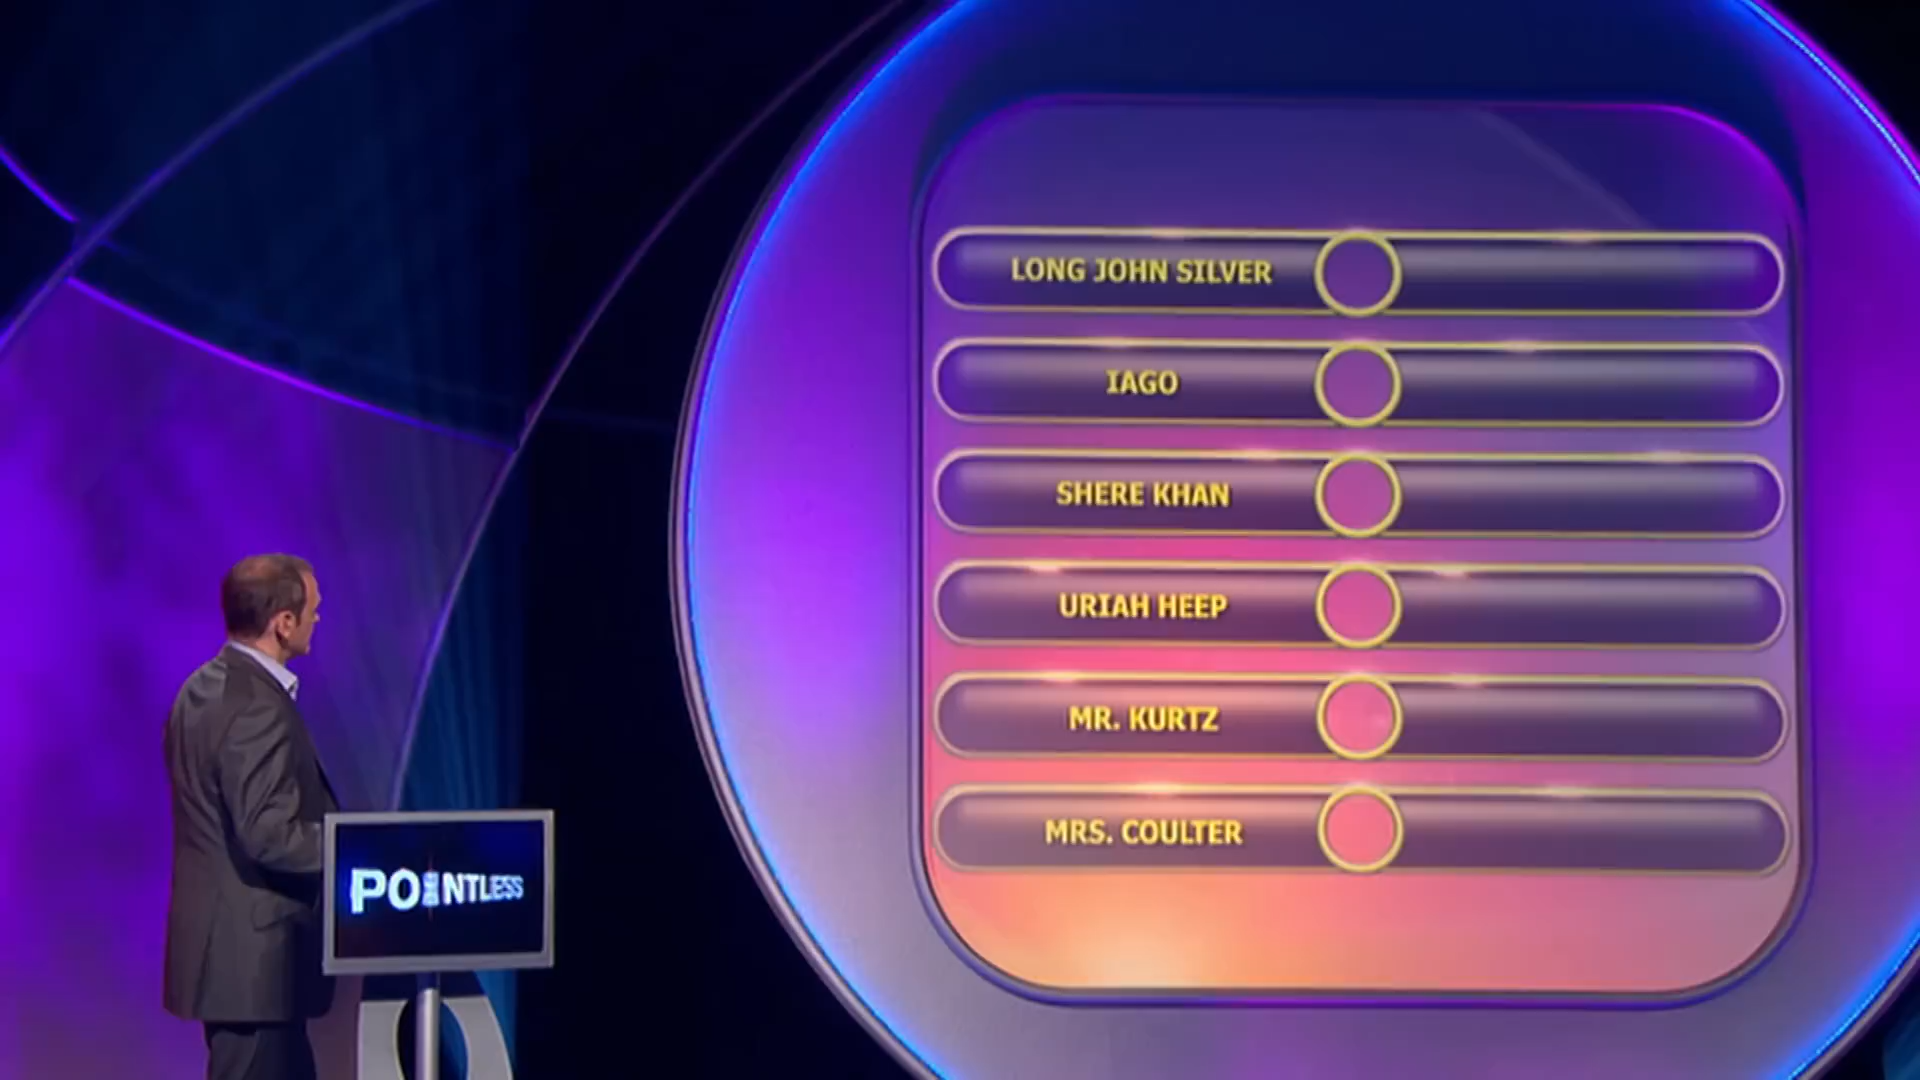 LONG JOHN SILVER
IAGO
SHERE KHAN
URIAH HEEP
MR. KURTZ
MRS. COULTER
POINTLESS